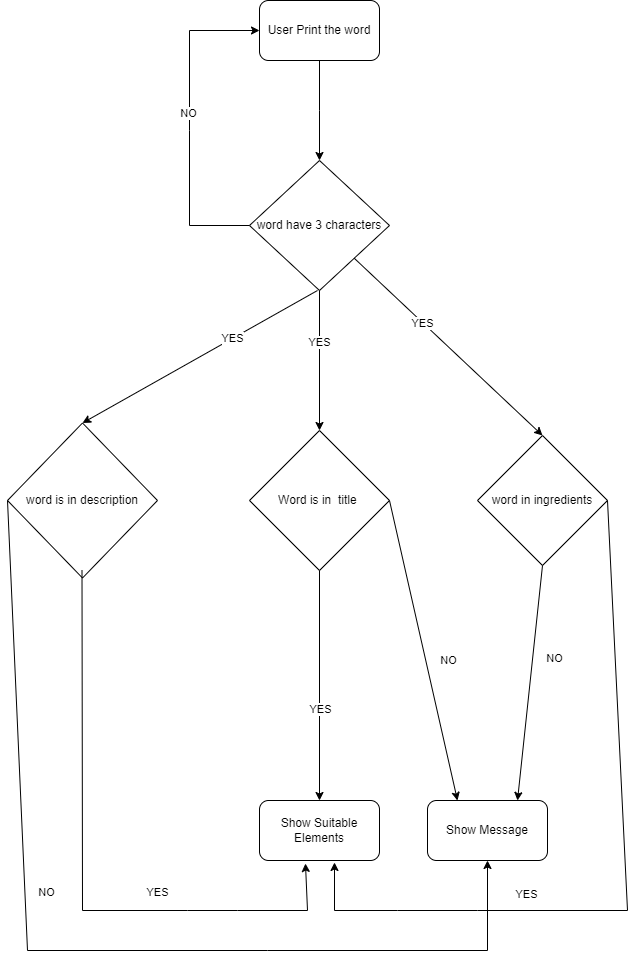 User Print the word
NO
word have 3 characters
YES
YES
YES
word is in description
Word is in  title
word in ingredients
NO
NO
YES
Show Suitable
Elements
Show Message
NO
YES
YES